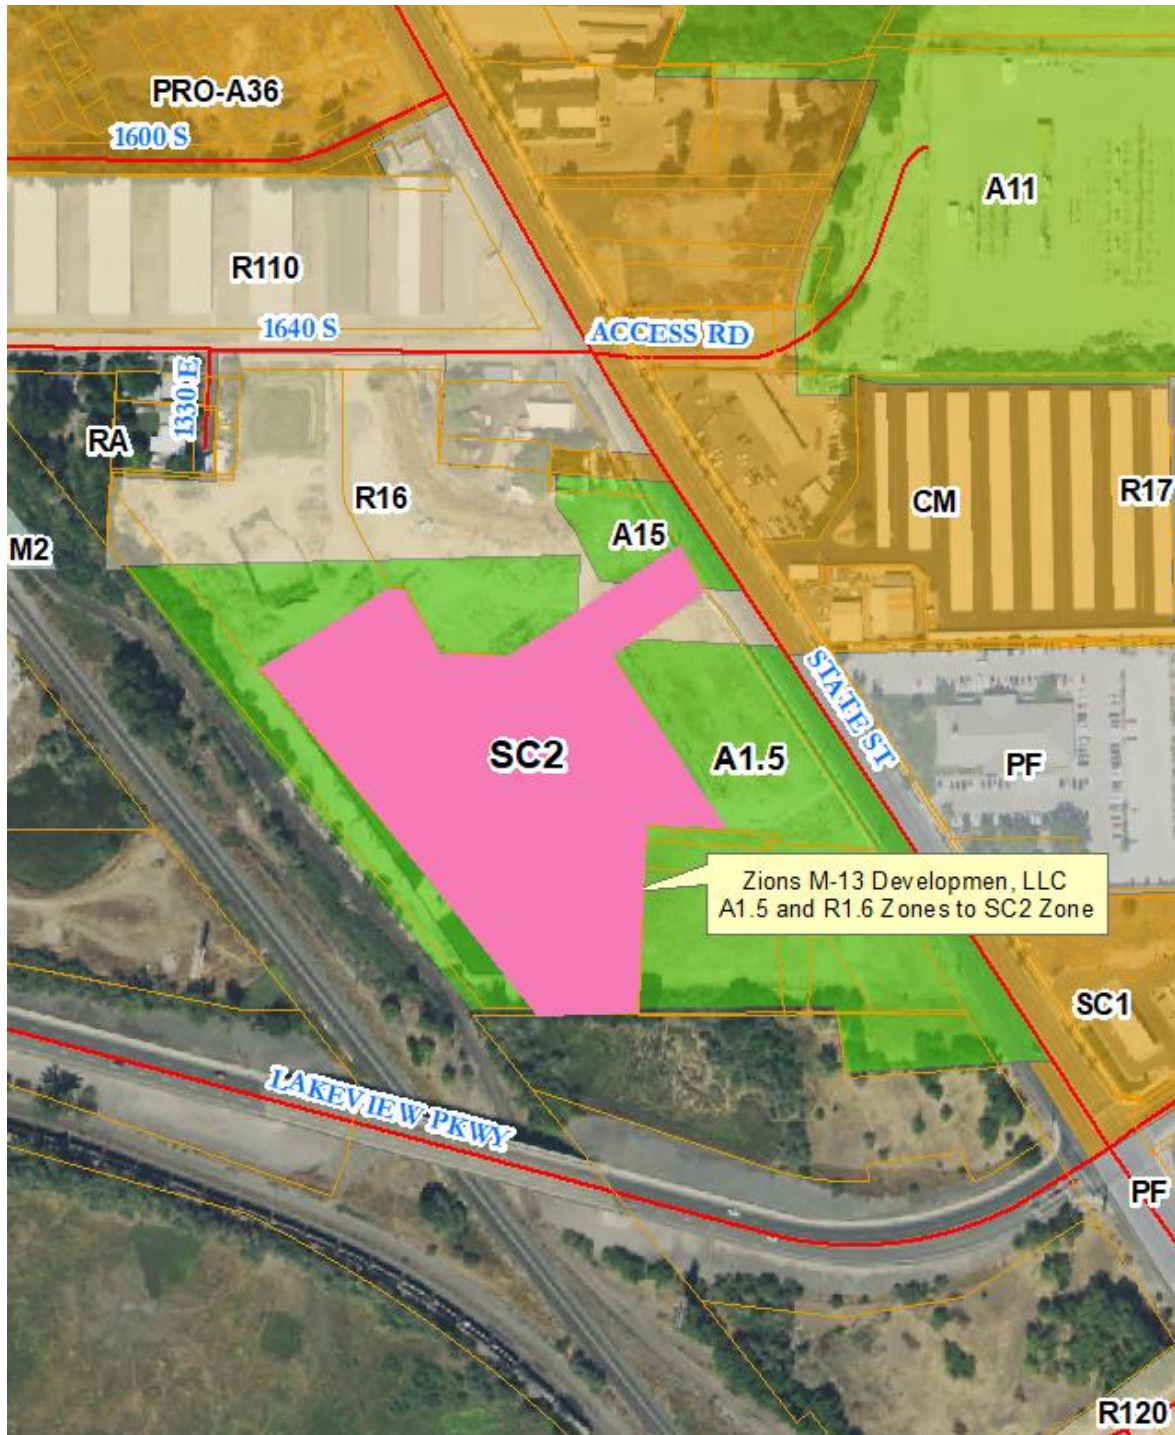 PRO-A36
1600 S
A11
R110
1640 S
ACCESS RD
1330 E
RA
R16
CM
R17
A15
M2
STATE ST
SC2
A1.5
PF
Zions M-13 Developmen, LLC
A1.5 and R1.6 Zones to SC2 Zone
SC1
LAKEVIEW PKWY
PF
R120